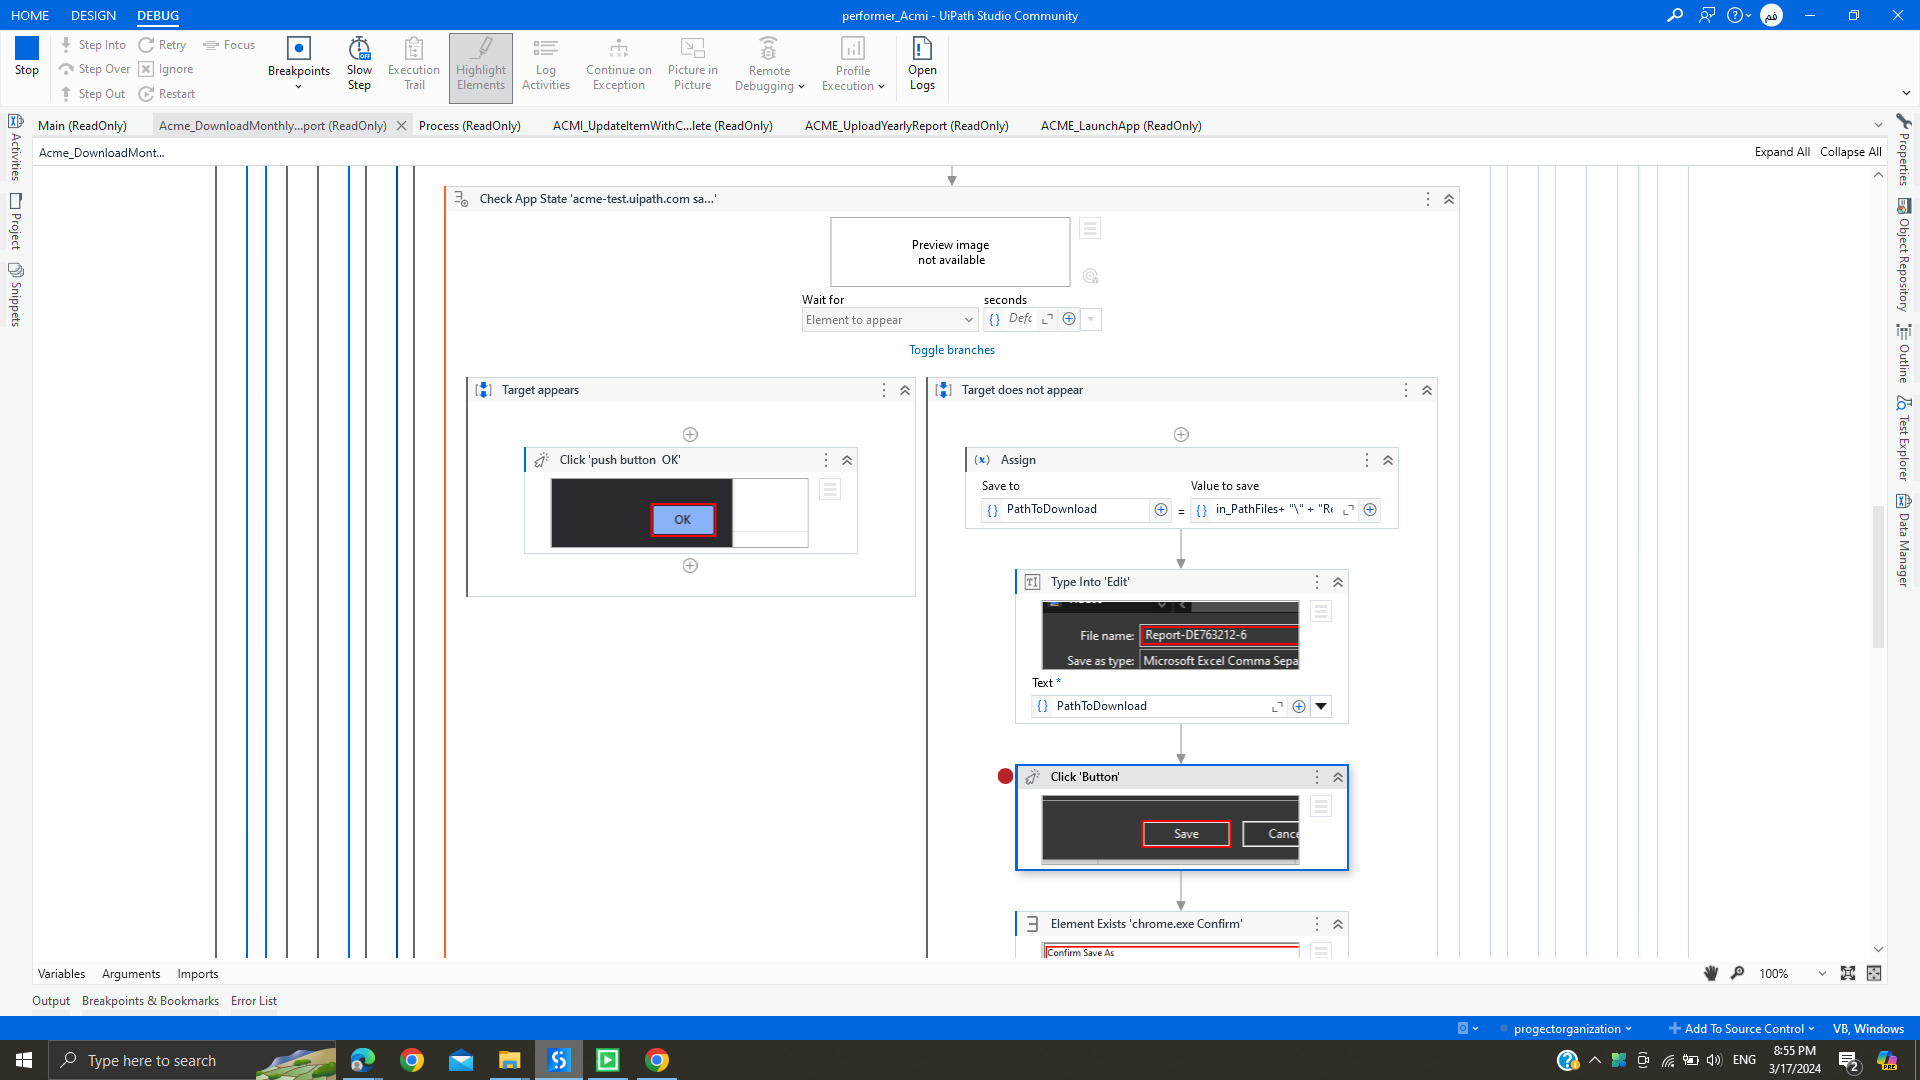 HOME DESIGN DEBUG
performer_Acmi - UiPath Studio Community
فم
Stop
Step Into Retry Focus
Step Over Ignore
Step Out Restart
Breakpoints
Slow Step
Execution Trail
Highlight Elements
Log Activities
Continue on Exception
Picture in Picture
Remote Debugging
Profile Execution
Open Logs
Main (ReadOnly) Acme_DownloadMonthly...port (ReadOnly) Process (ReadOnly) ACMI_UpdateItemWithC...lete (ReadOnly) ACME_UploadYearlyReport (ReadOnly) ACME_LaunchApp (ReadOnly)
Acme_DownloadMont...
Expand All Collapse All
Activities
Project
Snippets
Properties
Object Repository
Outline
Test Explorer
Data Manager
Check App State 'acme-test.uipath.com sa...'
Preview image
not available
Wait for seconds
Element to appear
Toggle branches
Target appears
Click 'push button OK'
OK
Target does not appear
(x) Assign
Save to Value to save
PathToDownload = in_PathFiles+ "\" + "Re
Type Into 'Edit'
File name: Report-DE763212-6
Save as type: Microsoft Excel Comma Sepa
Text *
PathToDownload
Click 'Button'
Save Cance
Element Exists 'chrome.exe Confirm'
Confirm Save As
Variables Arguments Imports
100%
Output Breakpoints & Bookmarks Error List
progectorganization Add To Source Control VB, Windows
Type here to search
ENG
8:55 PM
3/17/2024
2